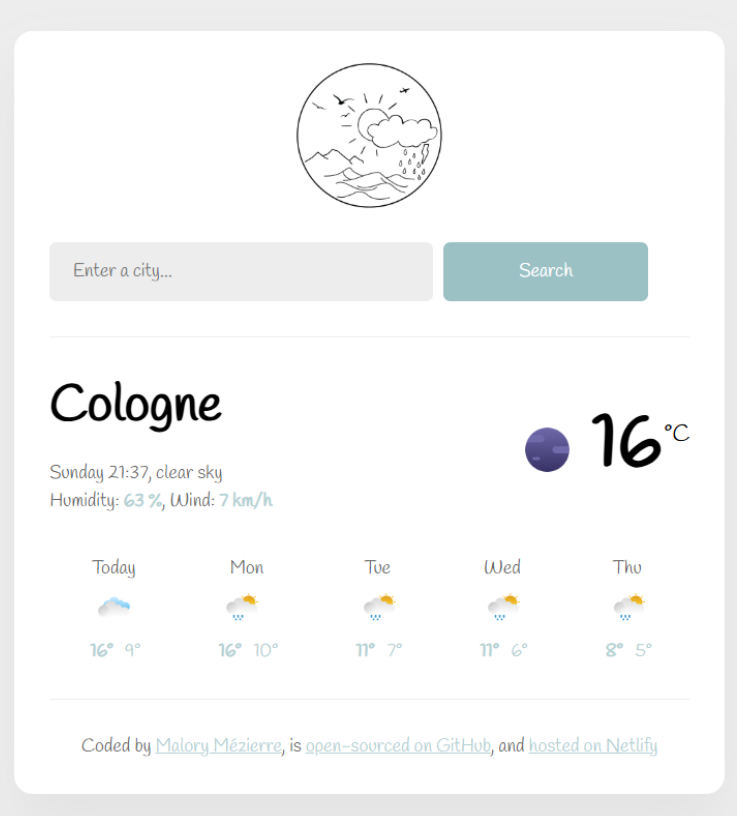 Enter a city...
Search
Cologne
16 °C
Sunday 21:37, clear sky
Humidity: 63 %, Wind: 7 km/h
Today Mon Tue Wed Thu
16° 9° 16° 10° 11° 7° 11° 6° 8° 5°
Coded by Malory Mézierre, is open-sourced on GitHub, and hosted on Netlify